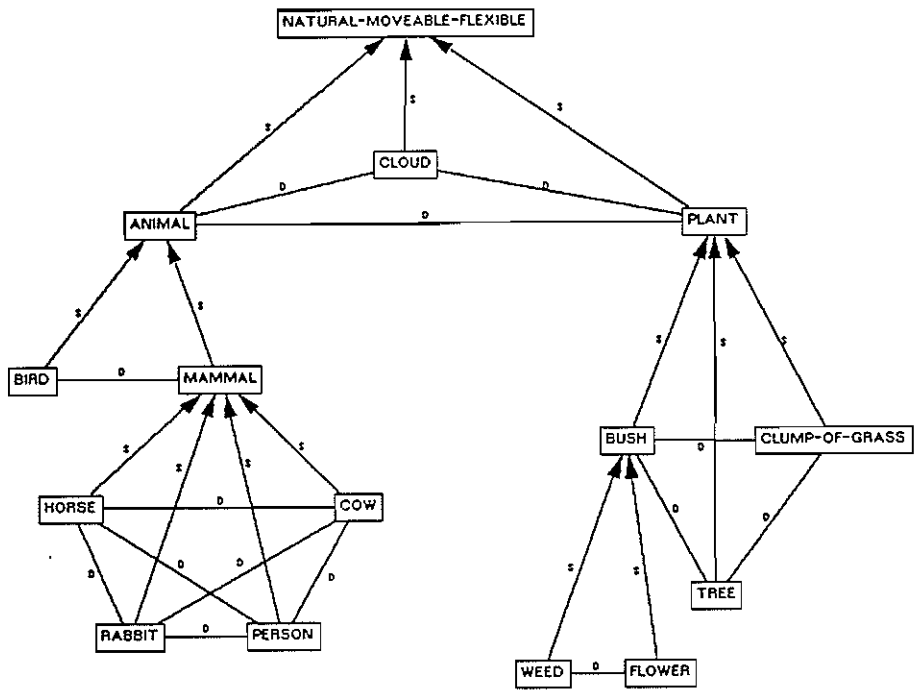 NATURAL-MOVEABLE-FLEXIBLE
S
S
S
CLOUD
D
D
ANIMAL
D
PLANT
S
S
BIRD
D
MAMMAL
S
S
S
BUSH
D
CLUMP-OF-GRASS
S
S
S
S
HORSE
D
COW
D
D
D
D
D
D
S
S
TREE
RABBIT
D
PERSON
WEED
D
FLOWER